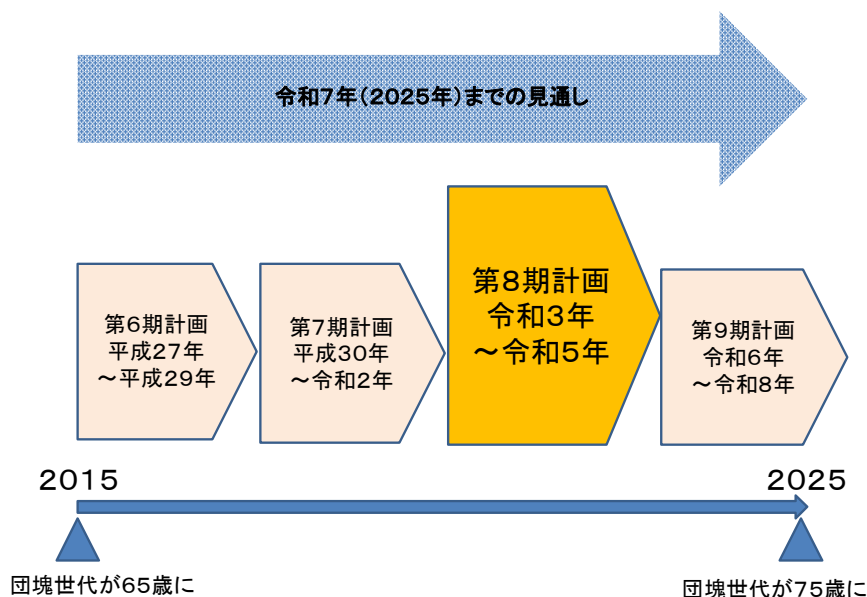 令和7年(2025年)までの見通し
第6期計画
平成27年
～平成29年
第7期計画
平成30年
～令和2年
第8期計画
令和3年
～令和5年
第9期計画
令和6年
～令和8年
2015
2025
団塊世代が65歳に
団塊世代が75歳に